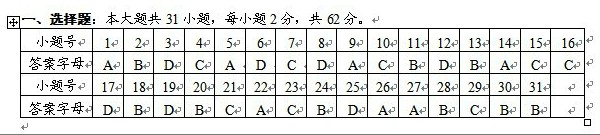 一、选择题：本大题共 31 小题，每小题 2 分，共 62 分。
小题号 1 2 3 4 5 6 7 8 9 10 11 12 13 14 15 16
答案字母 A B D C A D C D A C B D B A C C
小题号 17 18 19 20 21 22 23 24 25 26 27 28 29 30 31
答案字母 D B D B C A C B D A A B C B B